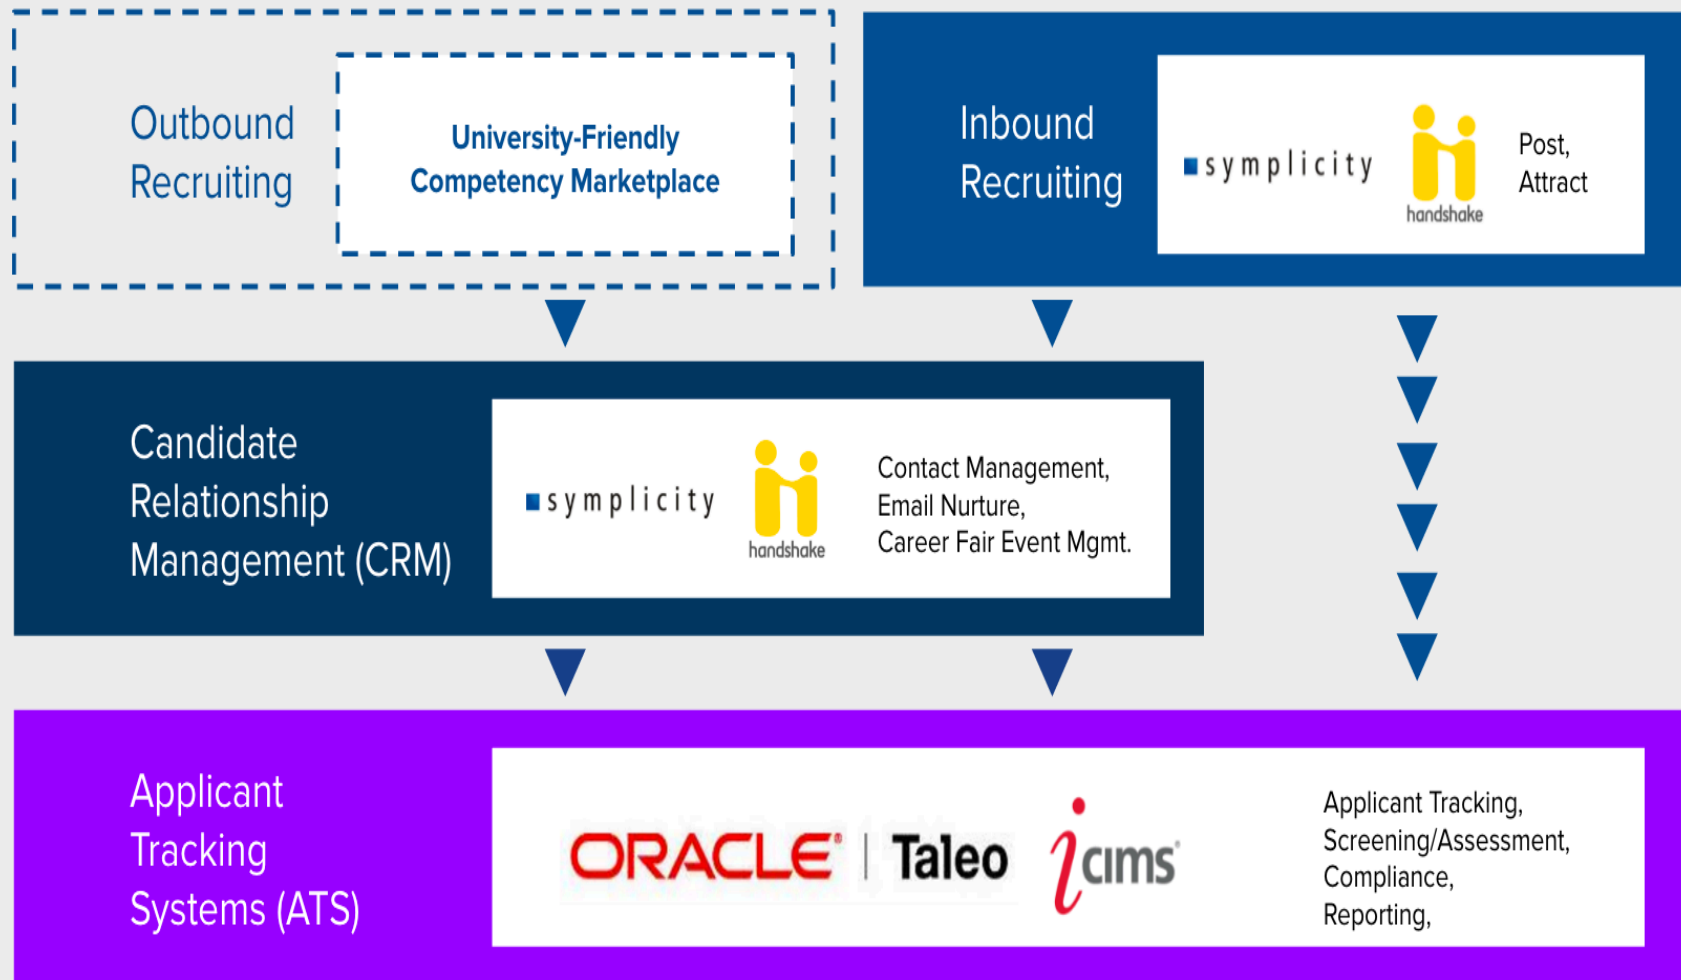 Outbound
Recruiting
University-Friendly
Competency Marketplace
Inbound
Recruiting
symplicity
handshake
Post,
Attract
Candidate
Relationship
Management (CRM)
symplicity
handshake
Contact Management,
Email Nurture,
Career Fair Event Mgmt.
Applicant
Tracking
Systems (ATS)
ORACLE® | Taleo
icims®
Applicant Tracking,
Screening/Assessment,
Compliance,
Reporting,